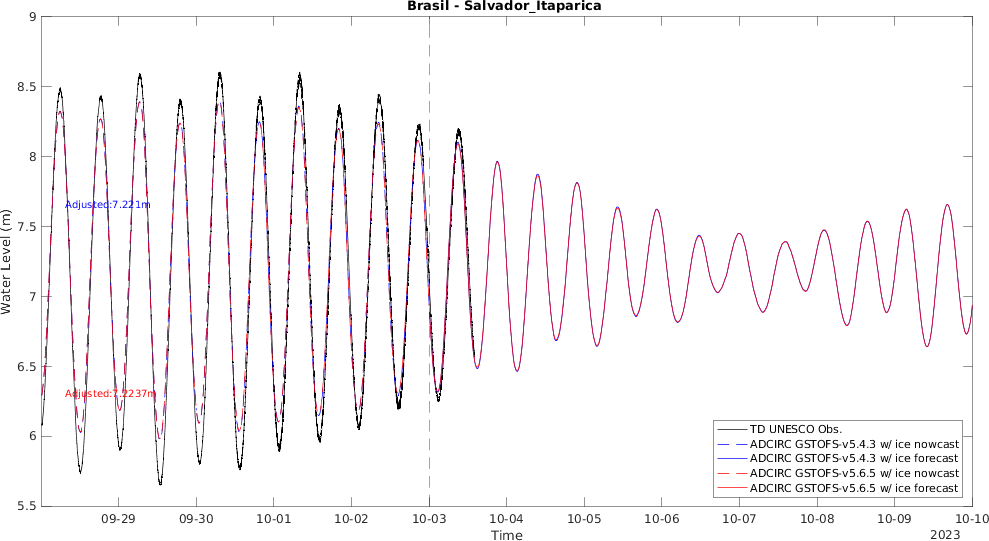 Brasil - Salvador_Itaparica
Water Level (m)
9
8.5
8
7.5
7
6.5
6
5.5
Adjusted:7.221m
Adjusted:7.2237m
TD UNESCO Obs.
ADCIRC GSTOFS-v5.4.3 w/ ice nowcast
ADCIRC GSTOFS-v5.4.3 w/ ice forecast
ADCIRC GSTOFS-v5.6.5 w/ ice nowcast
ADCIRC GSTOFS-v5.6.5 w/ ice forecast
09-29 09-30 10-01 10-02 10-03 10-04 10-05 10-06 10-07 10-08 10-09 10-10
Time
2023